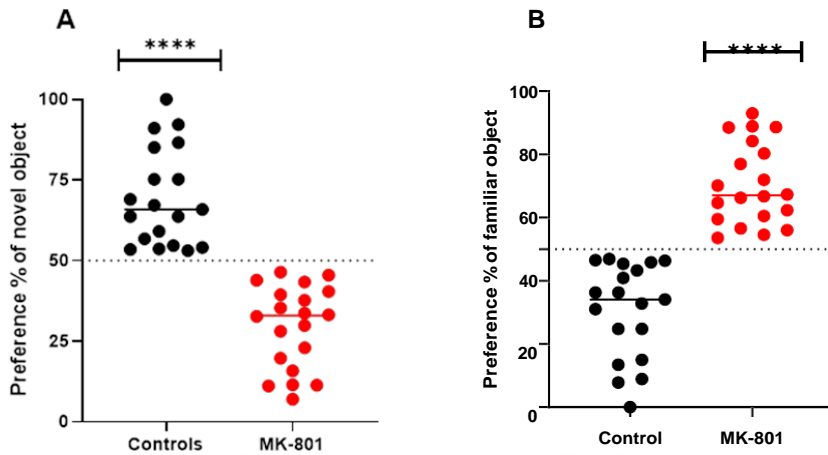 A
****
Preference % of novel object
100
75
50
25
0
Controls
MK-801
B
****
Preference % of familiar object
100
80
60
40
20
0
Control
MK-801